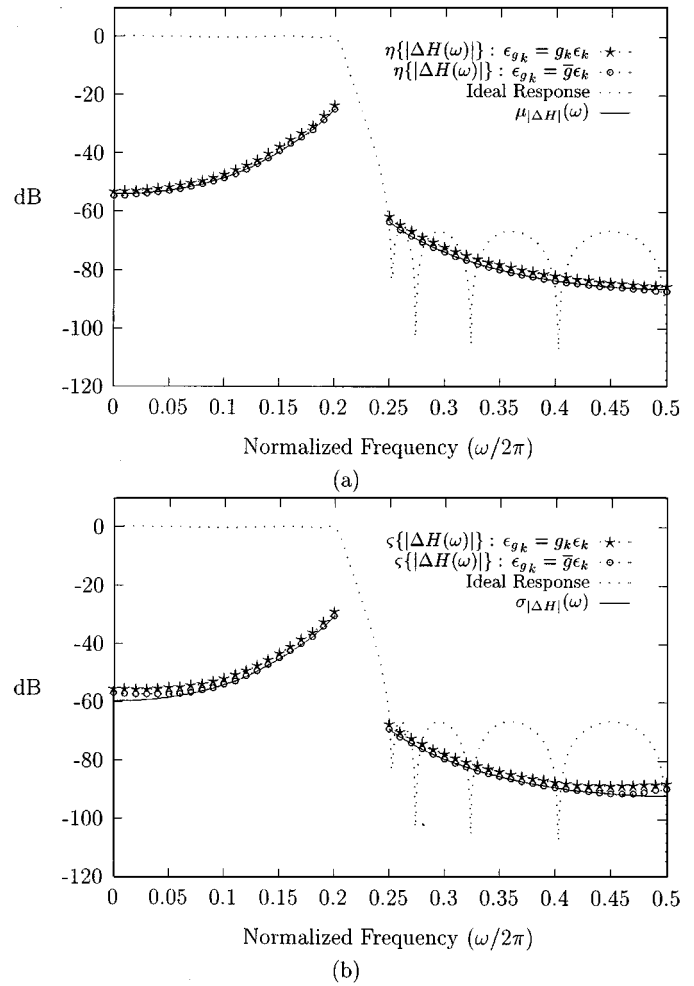 η{|ΔH(ω)|} : ϵ_{g_k} = g_kϵ_k
η{|ΔH(ω)|} : ϵ_{g_k} = g̅ϵ_k
Ideal Response
μ_{|ΔH|}(ω)
dB
0
-20
-40
-60
-80
-100
-120
0 0.05 0.1 0.15 0.2 0.25 0.3 0.35 0.4 0.45 0.5
Normalized Frequency (ω/2π)
(a)
ς{|ΔH(ω)|} : ϵ_{g_k} = g_kϵ_k
ς{|ΔH(ω)|} : ϵ_{g_k} = g̅ϵ_k
Ideal Response
σ_{|ΔH|}(ω)
dB
0
-20
-40
-60
-80
-100
-120
0 0.05 0.1 0.15 0.2 0.25 0.3 0.35 0.4 0.45 0.5
Normalized Frequency (ω/2π)
(b)